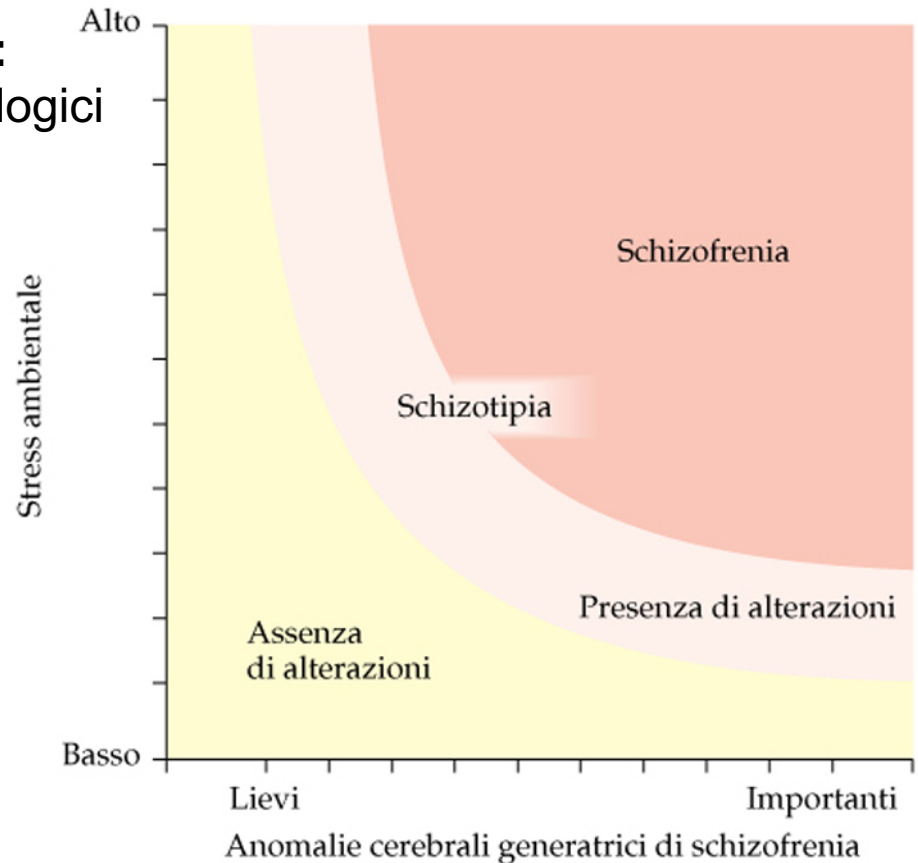 Alto
:
logici
Schizofrenia
Stress ambientale
Schizotipia
Presenza di alterazioni
Assenza
di alterazioni
Basso
Lievi
Importanti
Anomalie cerebrali generatrici di schizofrenia